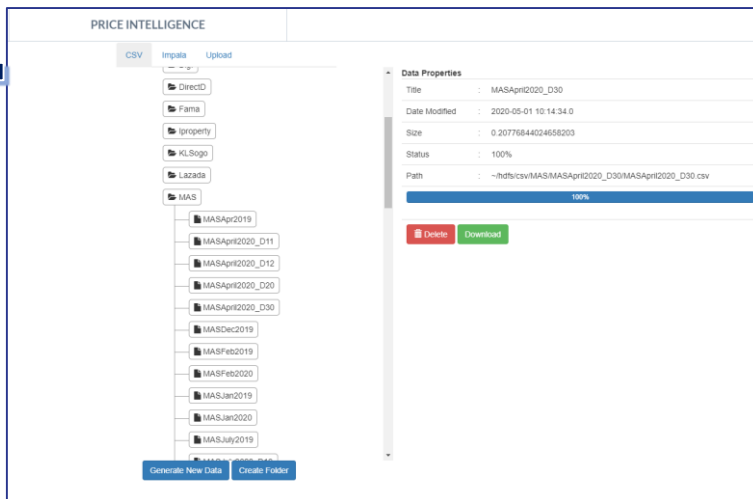 PRICE INTELLIGENCE
CSV Impala Upload
DirectD
Fama
Iproperty
KLSogo
Lazada
MAS
MASApr2019
MASApril2020_D11
MASApril2020_D12
MASApril2020_D20
MASApril2020_D30
MASDec2019
MASFeb2019
MASFeb2020
MASJan2019
MASJan2020
MASJuly2019
Generate New Data Create Folder
Data Properties
Title : MASApril2020_D30
Date Modified : 2020-05-01 10:14:34.0
Size : 0.20776844024658203
Status : 100%
Path : ~/hdfs/csv/MAS/MASApril2020_D30/MASApril2020_D30.csv
100%
Delete Download